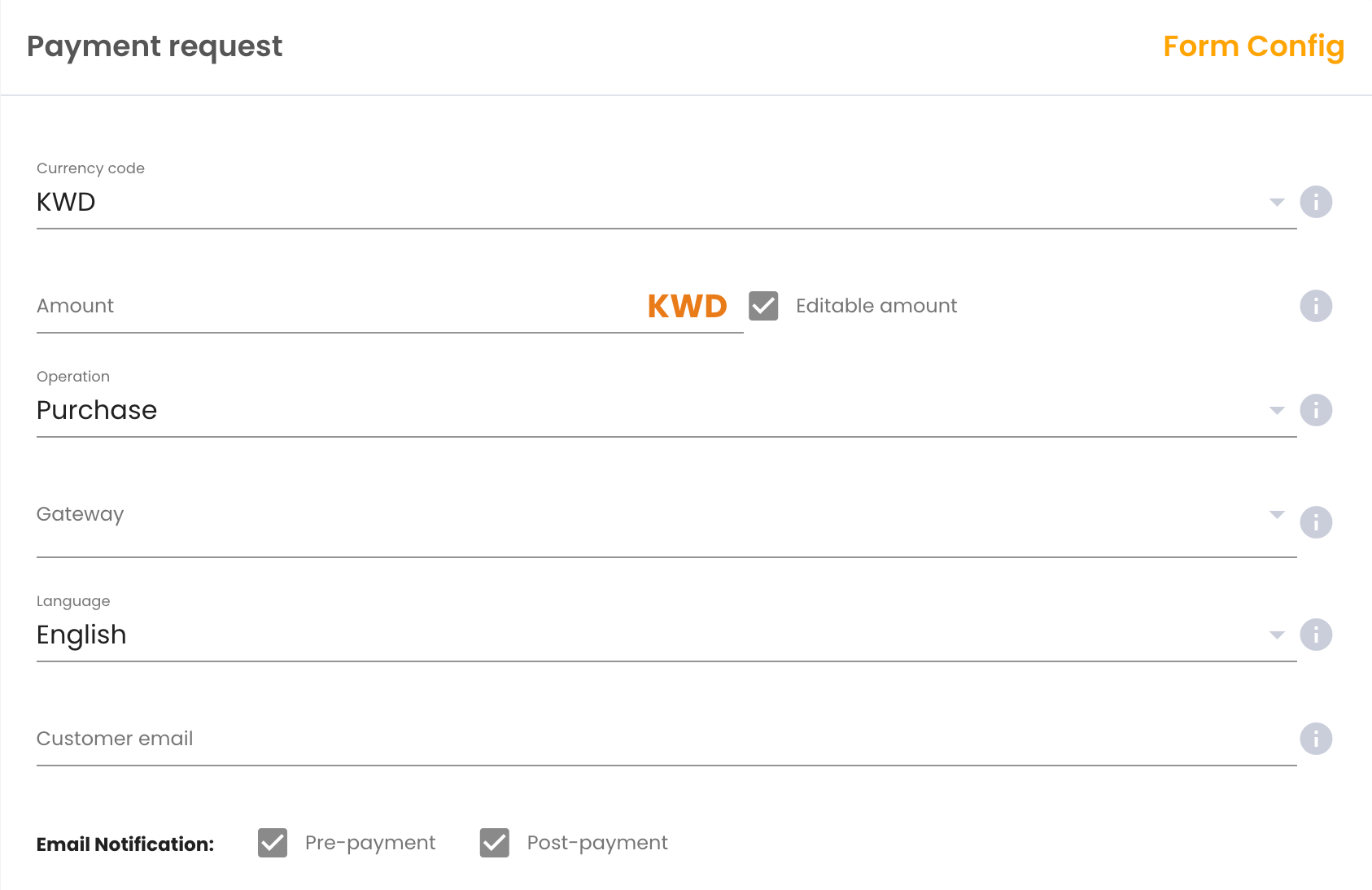 Payment request Form Config
Currency code
KWD
Amount KWD Editable amount
Operation
Purchase
Gateway
Language
English
Customer email
Email Notification: Pre-payment Post-payment